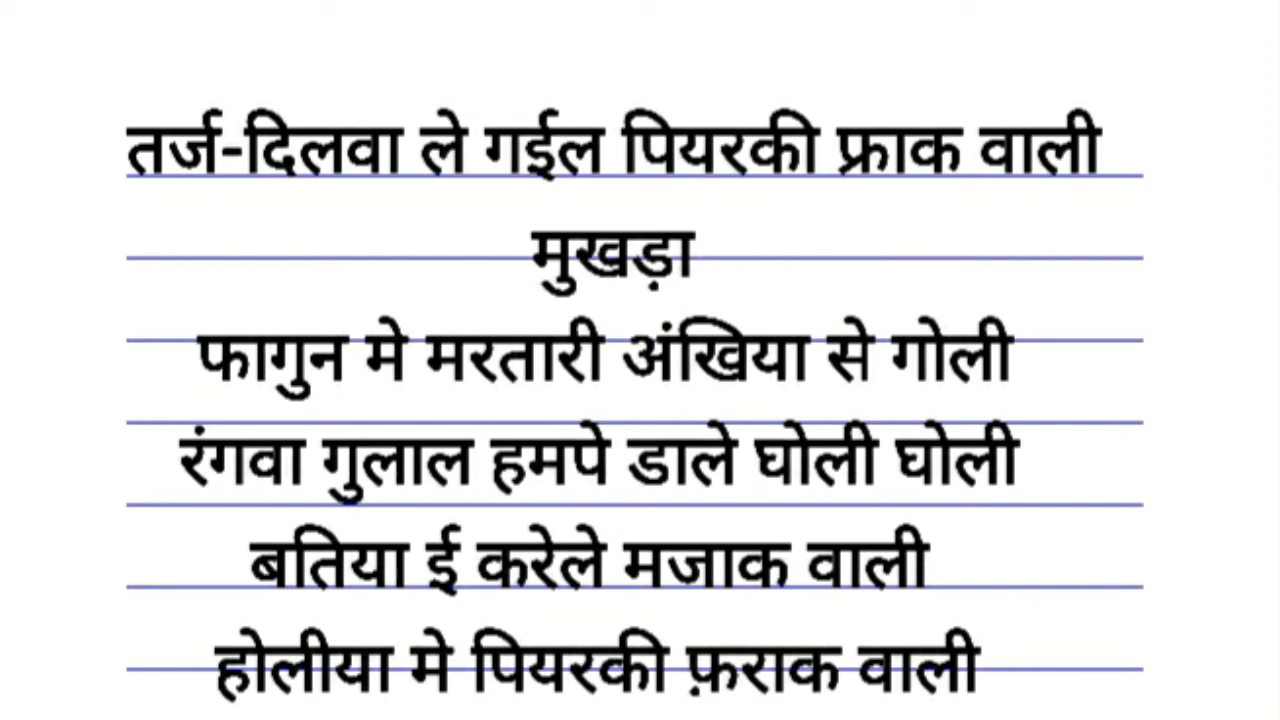 तर्ज-दिलवा ले गईल पियरकी फ्राक वाली
मुखड़ा
फागुन मे मरतारी अंखिया से गोली
रंगवा गुलाल हमपे डाले घोली घोली
बतिया ई करेले मजाक वाली
होलीया मे पियरकी फ़राक वाली